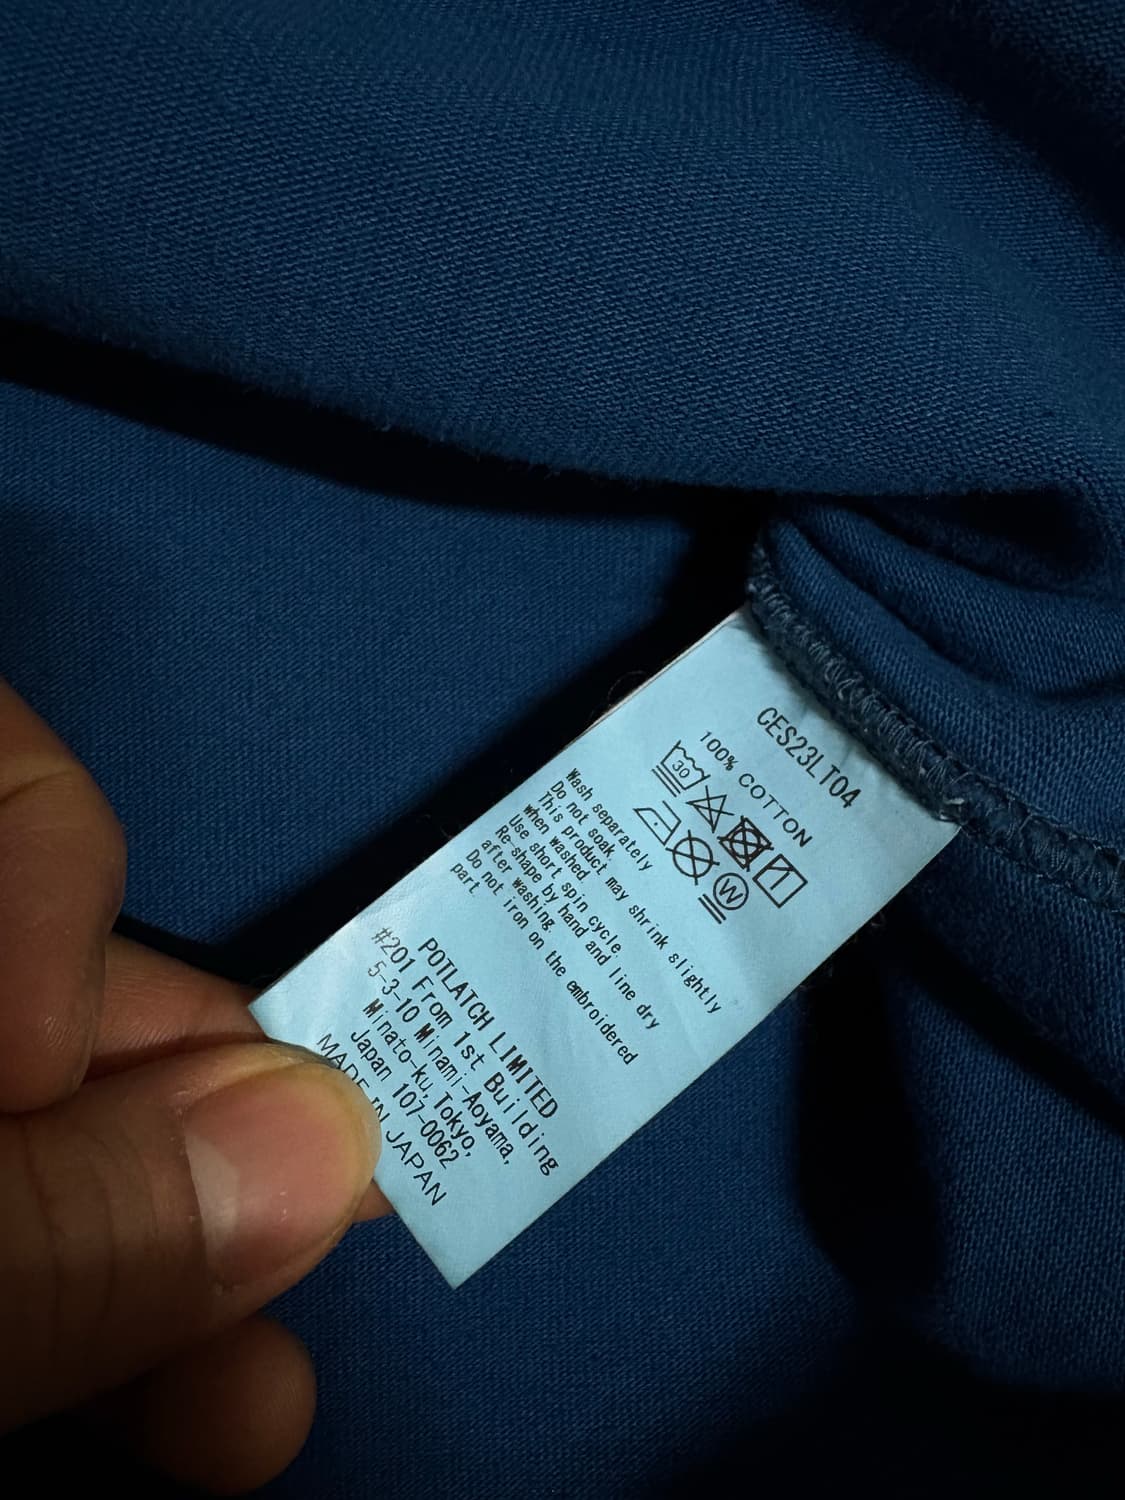 CES23LT04
100% COTTON
30
W
Wash separately
Do not soak.
This product may shrink slightly
when washed.
Use short spin cycle.
Re-shape by hand and line dry
after washing.
Do not iron on the embroidered
part.
POTLATCH LIMITED
#201 From 1st Building
5-3-10 Minami-Aoyama,
Minato-ku, Tokyo,
Japan 107-0062
MADE IN JAPAN